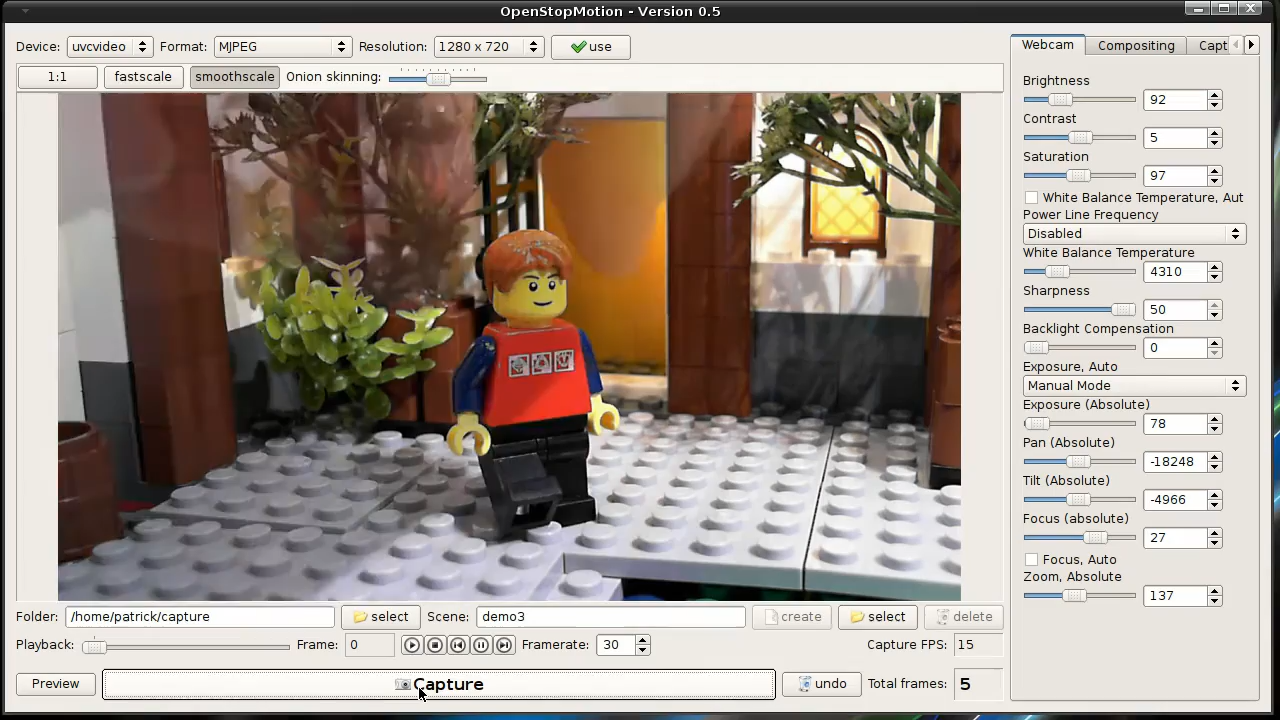 OpenStopMotion - Version 0.5
Device: uvcvideo Format: MJPEG Resolution: 1280 x 720 use
1:1 fastscale smoothscale Onion skinning:
Webcam Compositing Capt
Brightness
92
Contrast
5
Saturation
97
White Balance Temperature, Aut
Power Line Frequency
Disabled
White Balance Temperature
4310
Sharpness
50
Backlight Compensation
0
Exposure, Auto
Manual Mode
Exposure (Absolute)
78
Pan (Absolute)
-18248
Tilt (Absolute)
-4966
Focus (absolute)
27
Focus, Auto
Zoom, Absolute
137
Folder: /home/patrick/capture select Scene: demo3 create select delete
Playback: Frame: 0 Framerate: 30 Capture FPS: 15
Preview Capture undo Total frames: 5